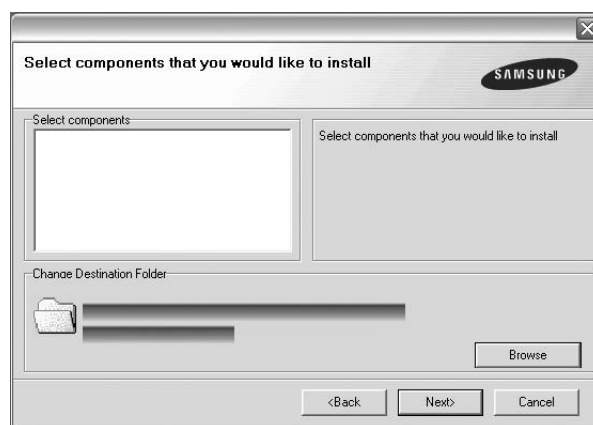 Select components that you would like to install
SAMSUNG
Select components
Select components that you would like to install
Change Destination Folder
Browse
<Back
Next>
Cancel